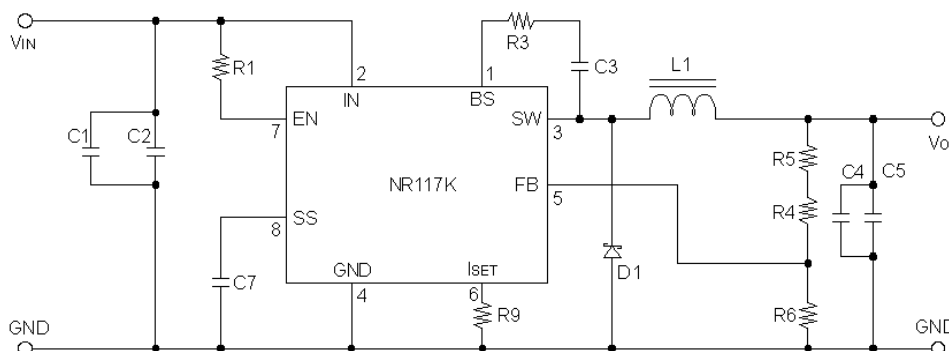 VIN
R1
R3
C3
L1
2
IN
1
BS
7
EN
SW
3
C1
C2
NR117K
FB
5
8
SS
R5
R4
C4
C5
Vo
C7
GND
4
ISET
6
R9
D1
R6
GND
GND